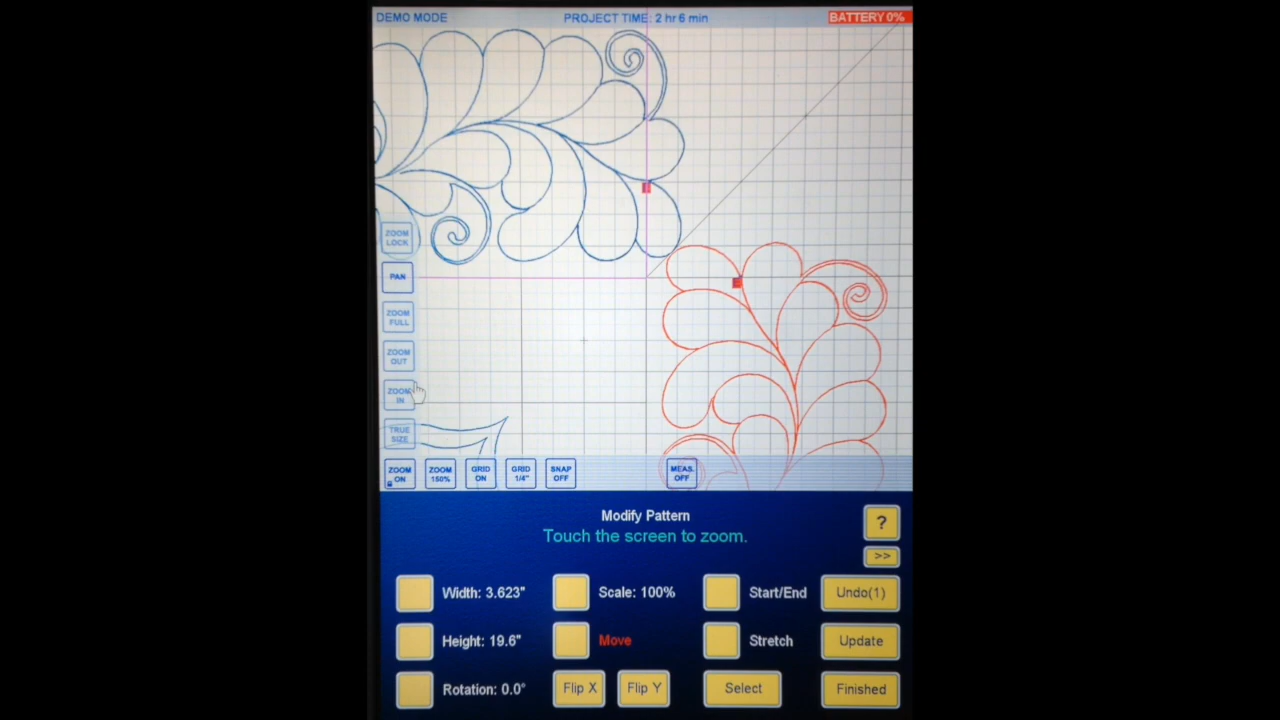 DEMO MODE PROJECT TIME: 2 hr 6 min BATTERY 0%
ZOOM
LOCK
PAN
ZOOM
FULL
ZOOM
OUT
ZOOM
IN
TRUE
SIZE
ZOOM
ON
ZOOM
150%
GRID
ON
GRID
1/4"
SNAP
OFF
MEAS.
OFF
Modify Pattern
Touch the screen to zoom.
?
>>
Width: 3.623" Scale: 100% Start/End Undo(1)
Height: 19.6" Move Stretch Update
Rotation: 0.0° Flip X Flip Y Select Finished